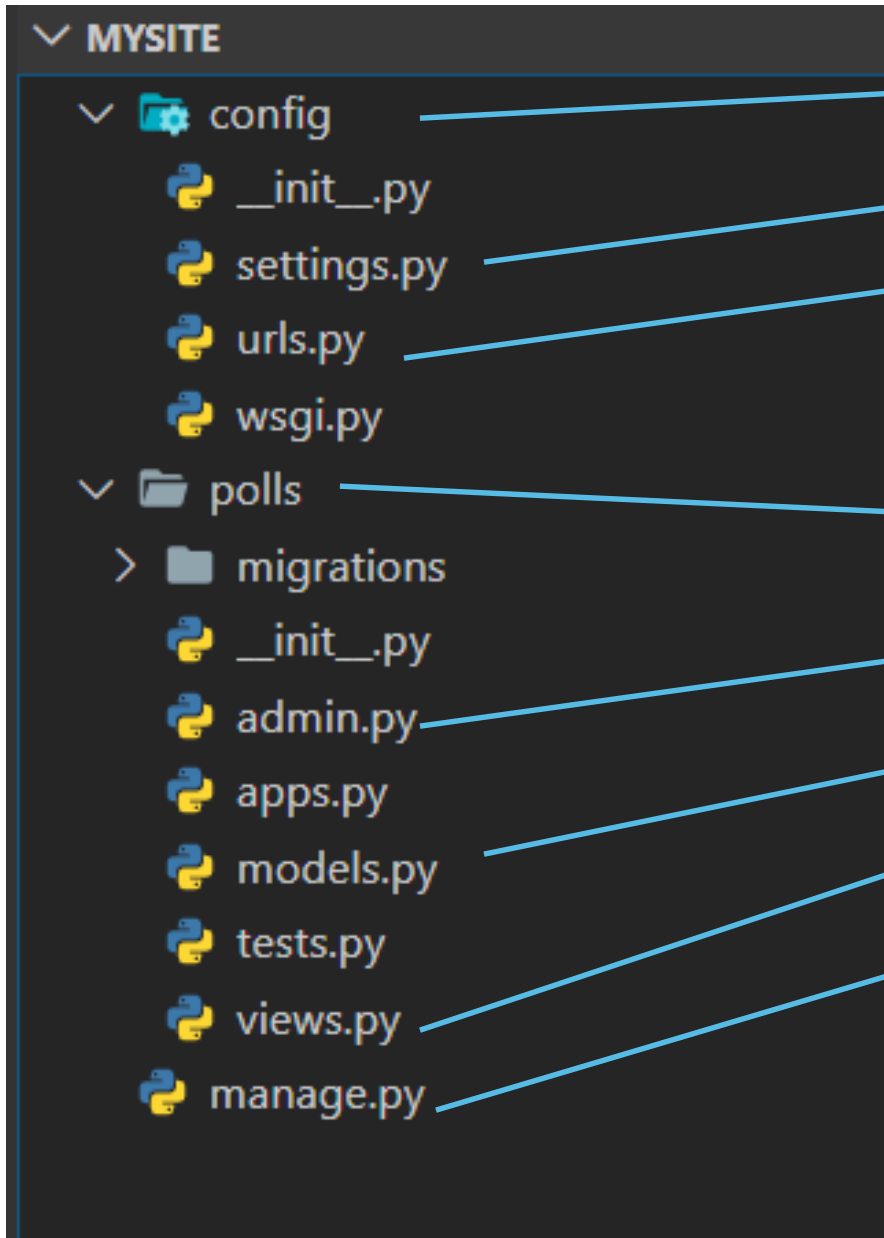 MYSITE
config
__init__.py
settings.py
urls.py
wsgi.py
polls
migrations
__init__.py
admin.py
apps.py
models.py
tests.py
views.py
manage.py